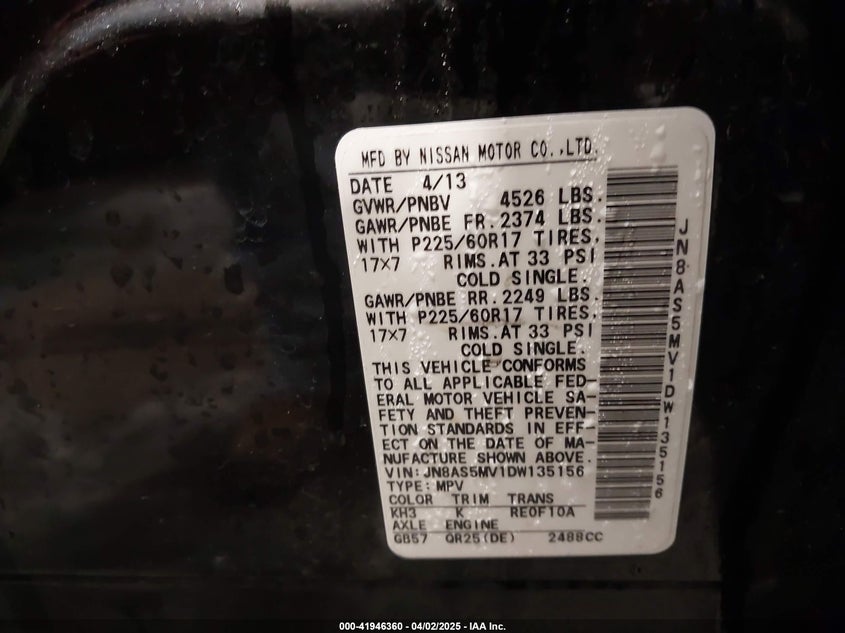 MFD BY NISSAN MOTOR CO.,LTD.
DATE 4/13
GVWR/PNBV 4526 LBS.
GAWR/PNBE FR. 2374 LBS.
WITH P225/60R17 TIRES,
17×7 RIMS.AT 33 PSI
COLD SINGLE.
GAWR/PNBE RR. 2249 LBS.
WITH P225/60R17 TIRES,
17×7 RIMS.AT 33 PSI
COLD SINGLE.
THIS VEHICLE CONFORMS
TO ALL APPLICABLE FED-
ERAL MOTOR VEHICLE SA-
FETY AND THEFT PREVEN-
TION STANDARDS IN EFF-
ECT ON THE DATE OF MA-
NUFACTURE SHOWN ABOVE.
VIN:JN8AS5MV1DW135156
TYPE:MPV
COLOR TRIM TRANS
KH3 K RE0F10A
AXLE ENGINE
GB57 QR25(DE) 2488CC
JN8AS5MV1DW135156
000-41946360 - 04/02/2025 - IAA Inc.